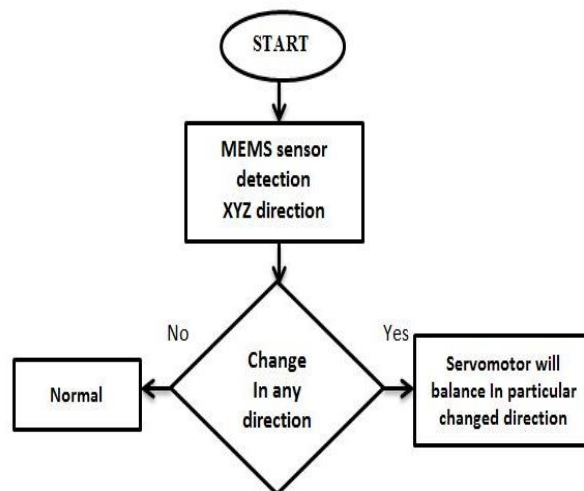 START
MEMS sensor
detection
XYZ direction
No
Yes
Change
In any
direction
Normal
Servomotor will
balance In particular
changed direction